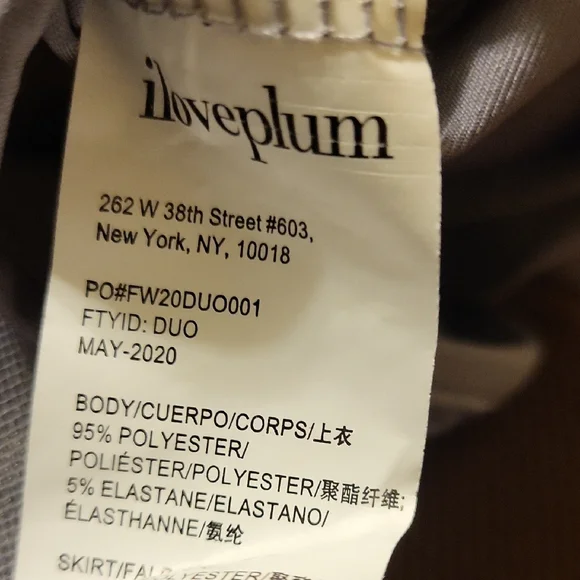 iloveplum
262 W 38th Street #603,
New York, NY, 10018
PO#FW20DUO001
FTYID: DUO
MAY-2020
BODY/CUERPO/CORPS/上衣
95% POLYESTER/
POLIÉSTER/POLYESTER/聚酯纤维;
5% ELASTANE/ELASTANO/
ÉLASTHANNE/氨纶
SKIRT/